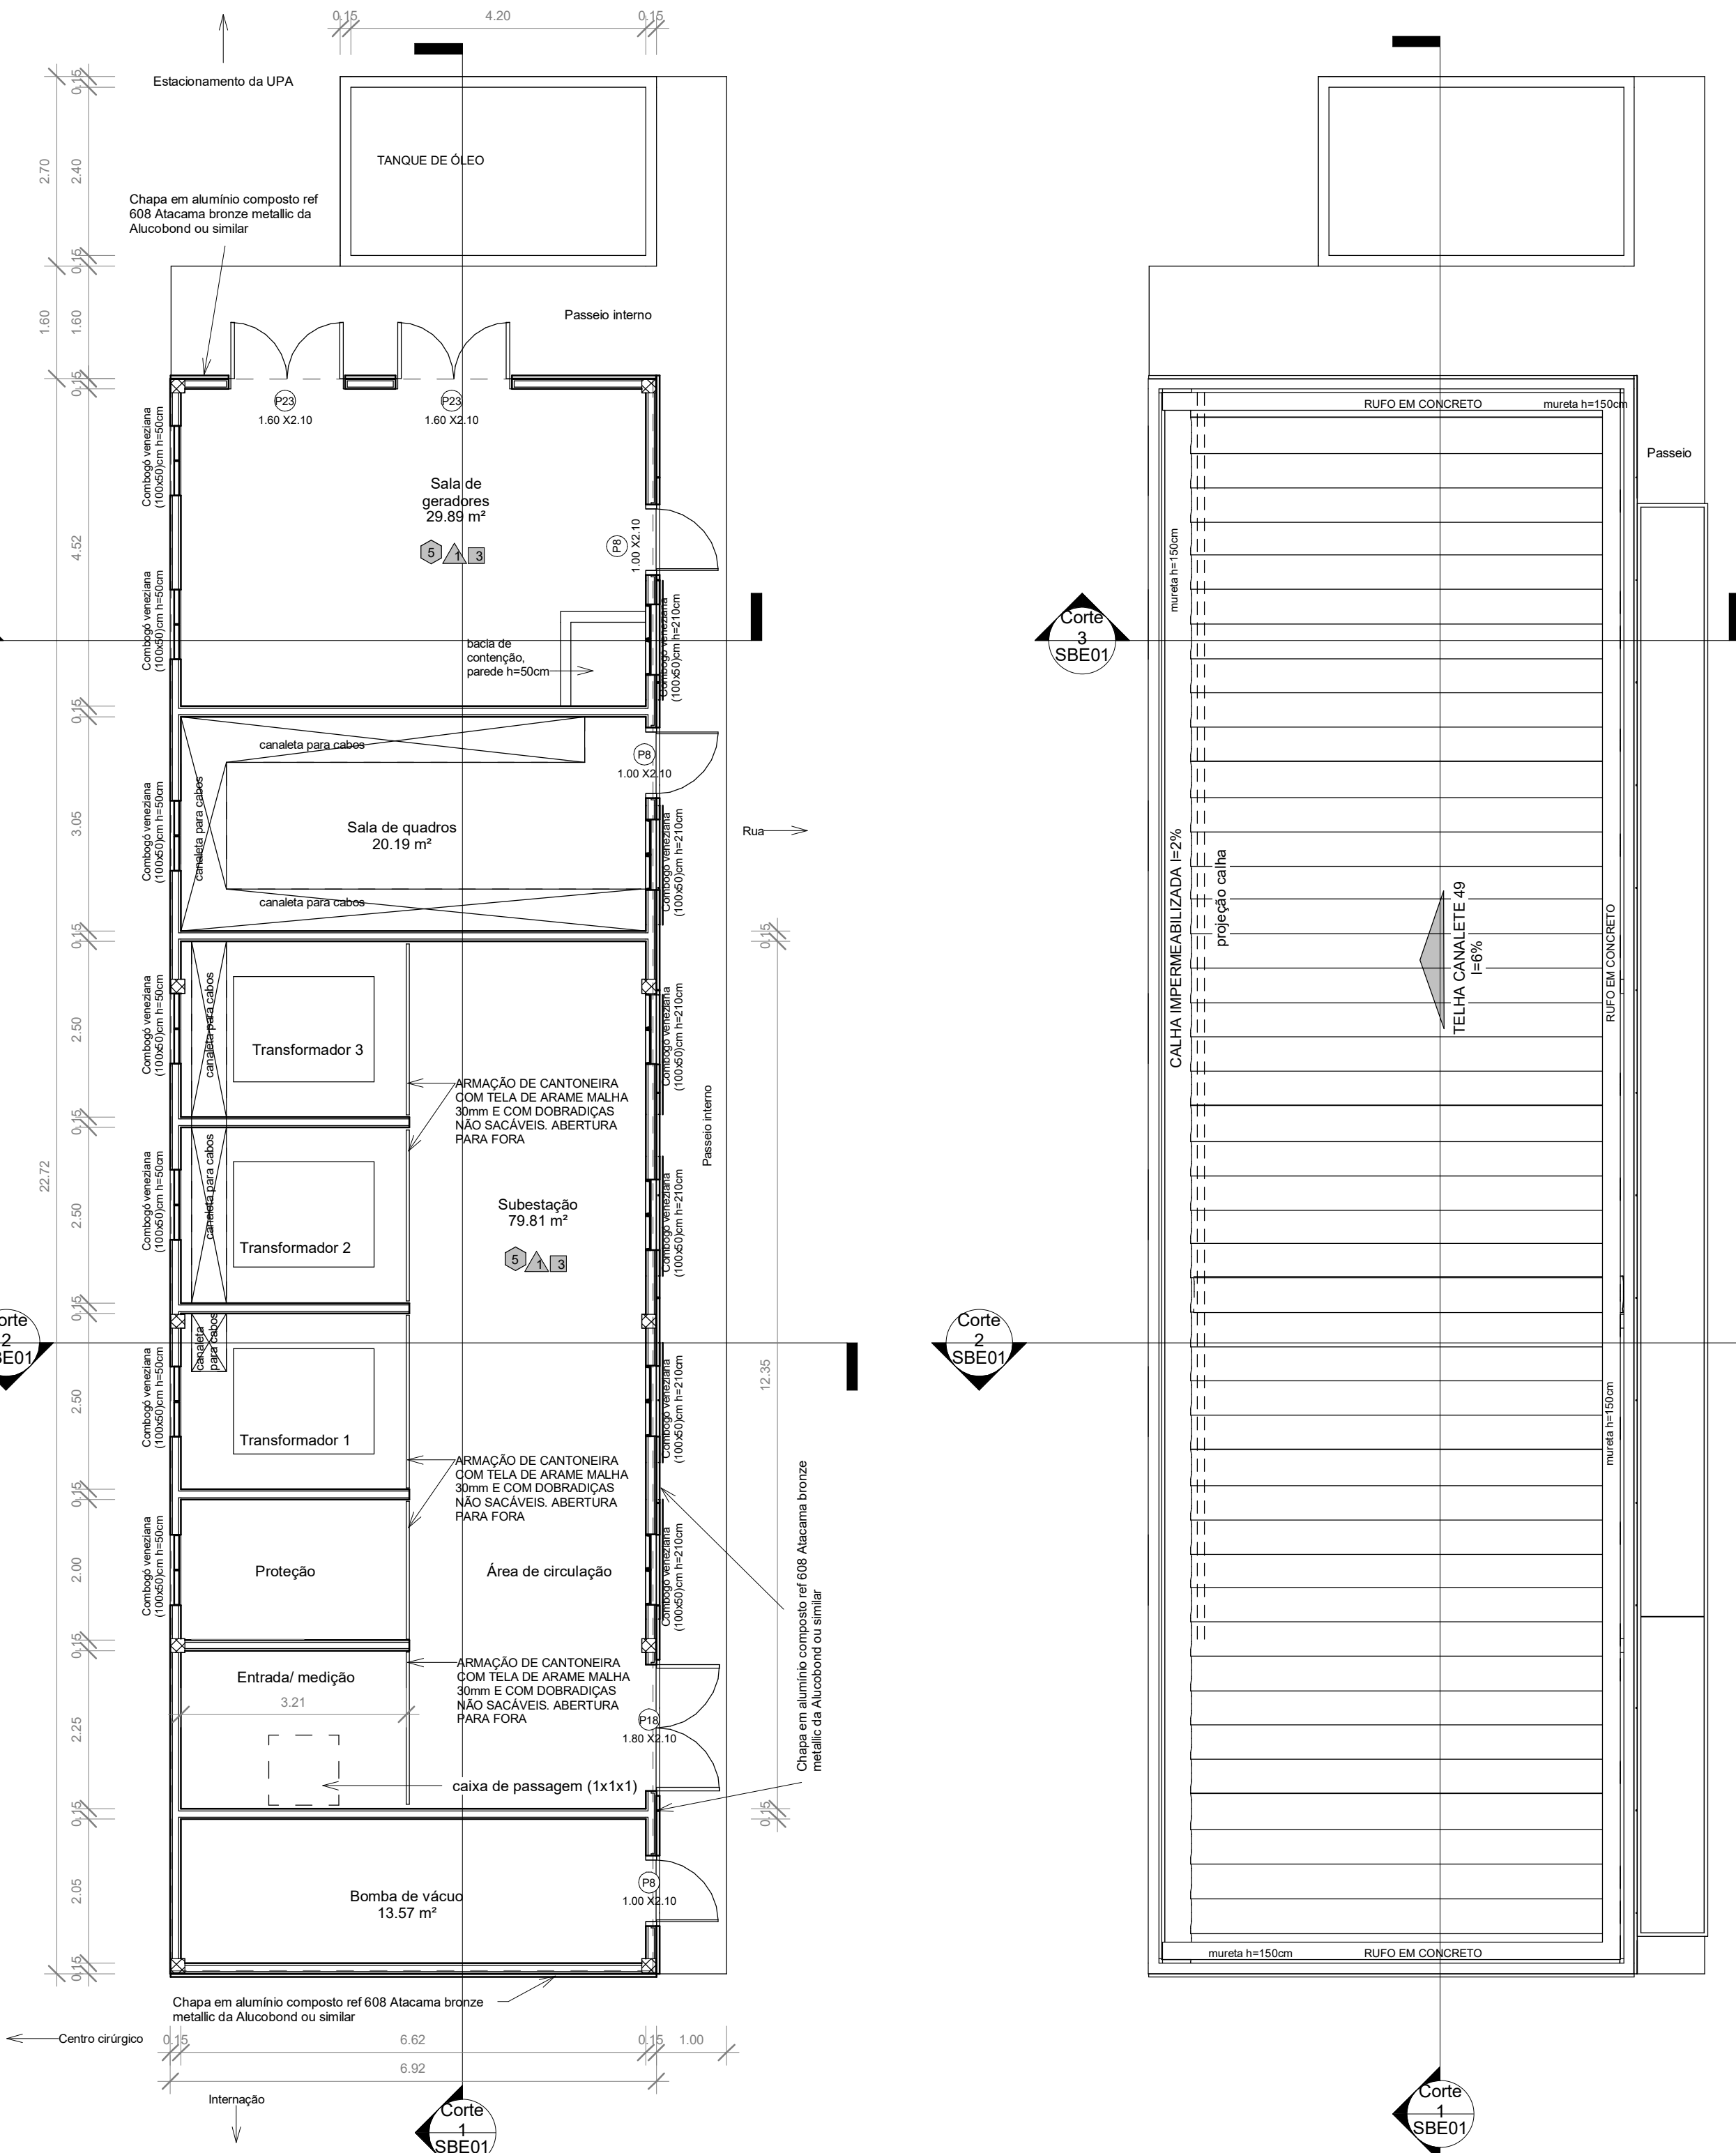 0.15
4.20
0.15
Estacionamento da UPA
0.15
2.70
2.40
TANQUE DE ÓLEO
Chapa em alumínio composto ref
608 Atacama bronze metallic da
Alucobond ou similar
0.15
1.60
1.60
Passeio interno
0.15
P23
1.60 X2.10
P23
1.60 X2.10
Combogó veneziana
(100x50)cm h=50cm
Sala de
geradores
29.89 m²
5
1
3
P8
1.00 X2.10
4.52
Combogó veneziana
(100x50)cm h=50cm
bacia de
contenção,
parede h=50cm
Combogó veneziana
(100x50)cm h=210cm
0.15
canaleta para cabos
P8
1.00 X2.10
canaleta para cabos
Combogó veneziana
(100x50)cm h=50cm
3.05
Sala de quadros
20.19 m²
Combogó veneziana
(100x50)cm h=210cm
Rua
canaleta para cabos
0.15
0.15
Combogó veneziana
(100x50)cm h=50cm
canaleta para cabos
2.50
Transformador 3
Combogó veneziana
(100x50)cm h=210cm
ARMAÇÃO DE CANTONEIRA
COM TELA DE ARAME MALHA
30mm E COM DOBRADIÇAS
NÃO SACÁVEIS. ABERTURA
PARA FORA
0.15
Passeio interno
22.72
2.50
Combogó veneziana
(100x50)cm h=50cm
canaleta para cabos
Transformador 2
Subestação
79.81 m²
5
1
3
Combogó veneziana
(100x50)cm h=210cm
0.15
orte
2
BE01
canaleta
para cabos
Combogó veneziana
(100x50)cm h=50cm
2.50
Transformador 1
Combogó veneziana
(100x50)cm h=210cm
12.35
ARMAÇÃO DE CANTONEIRA
COM TELA DE ARAME MALHA
30mm E COM DOBRADIÇAS
NÃO SACÁVEIS. ABERTURA
PARA FORA
0.15
Combogó veneziana
(100x50)cm h=50cm
2.00
Proteção
Área de circulação
Combogó veneziana
(100x50)cm h=210cm
Chapa em alumínio composto ref 608 Atacama bronze
metallic da Alucobond ou similar
0.15
Entrada/ medição
3.21
ARMAÇÃO DE CANTONEIRA
COM TELA DE ARAME MALHA
30mm E COM DOBRADIÇAS
NÃO SACÁVEIS. ABERTURA
PARA FORA
2.25
P18
1.80 X2.10
caixa de passagem (1x1x1)
0.15
0.15
2.05
Bomba de vácuo
13.57 m²
P8
1.00 X2.10
0.15
Chapa em alumínio composto ref 608 Atacama bronze
metallic da Alucobond ou similar
Centro cirúrgico
0.15
6.62
0.15
1.00
6.92
Internação
Corte
1
SBE01
RUFO EM CONCRETO
mureta h=150cm
Passeio
mureta h=150cm
Corte
3
SBE01
CALHA IMPERMEABILIZADA I=2%
projeção calha
TELHA CANALETE 49
I=6%
RUFO EM CONCRETO
Corte
2
SBE01
mureta h=150cm
mureta h=150cm
RUFO EM CONCRETO
Corte
1
SBE01